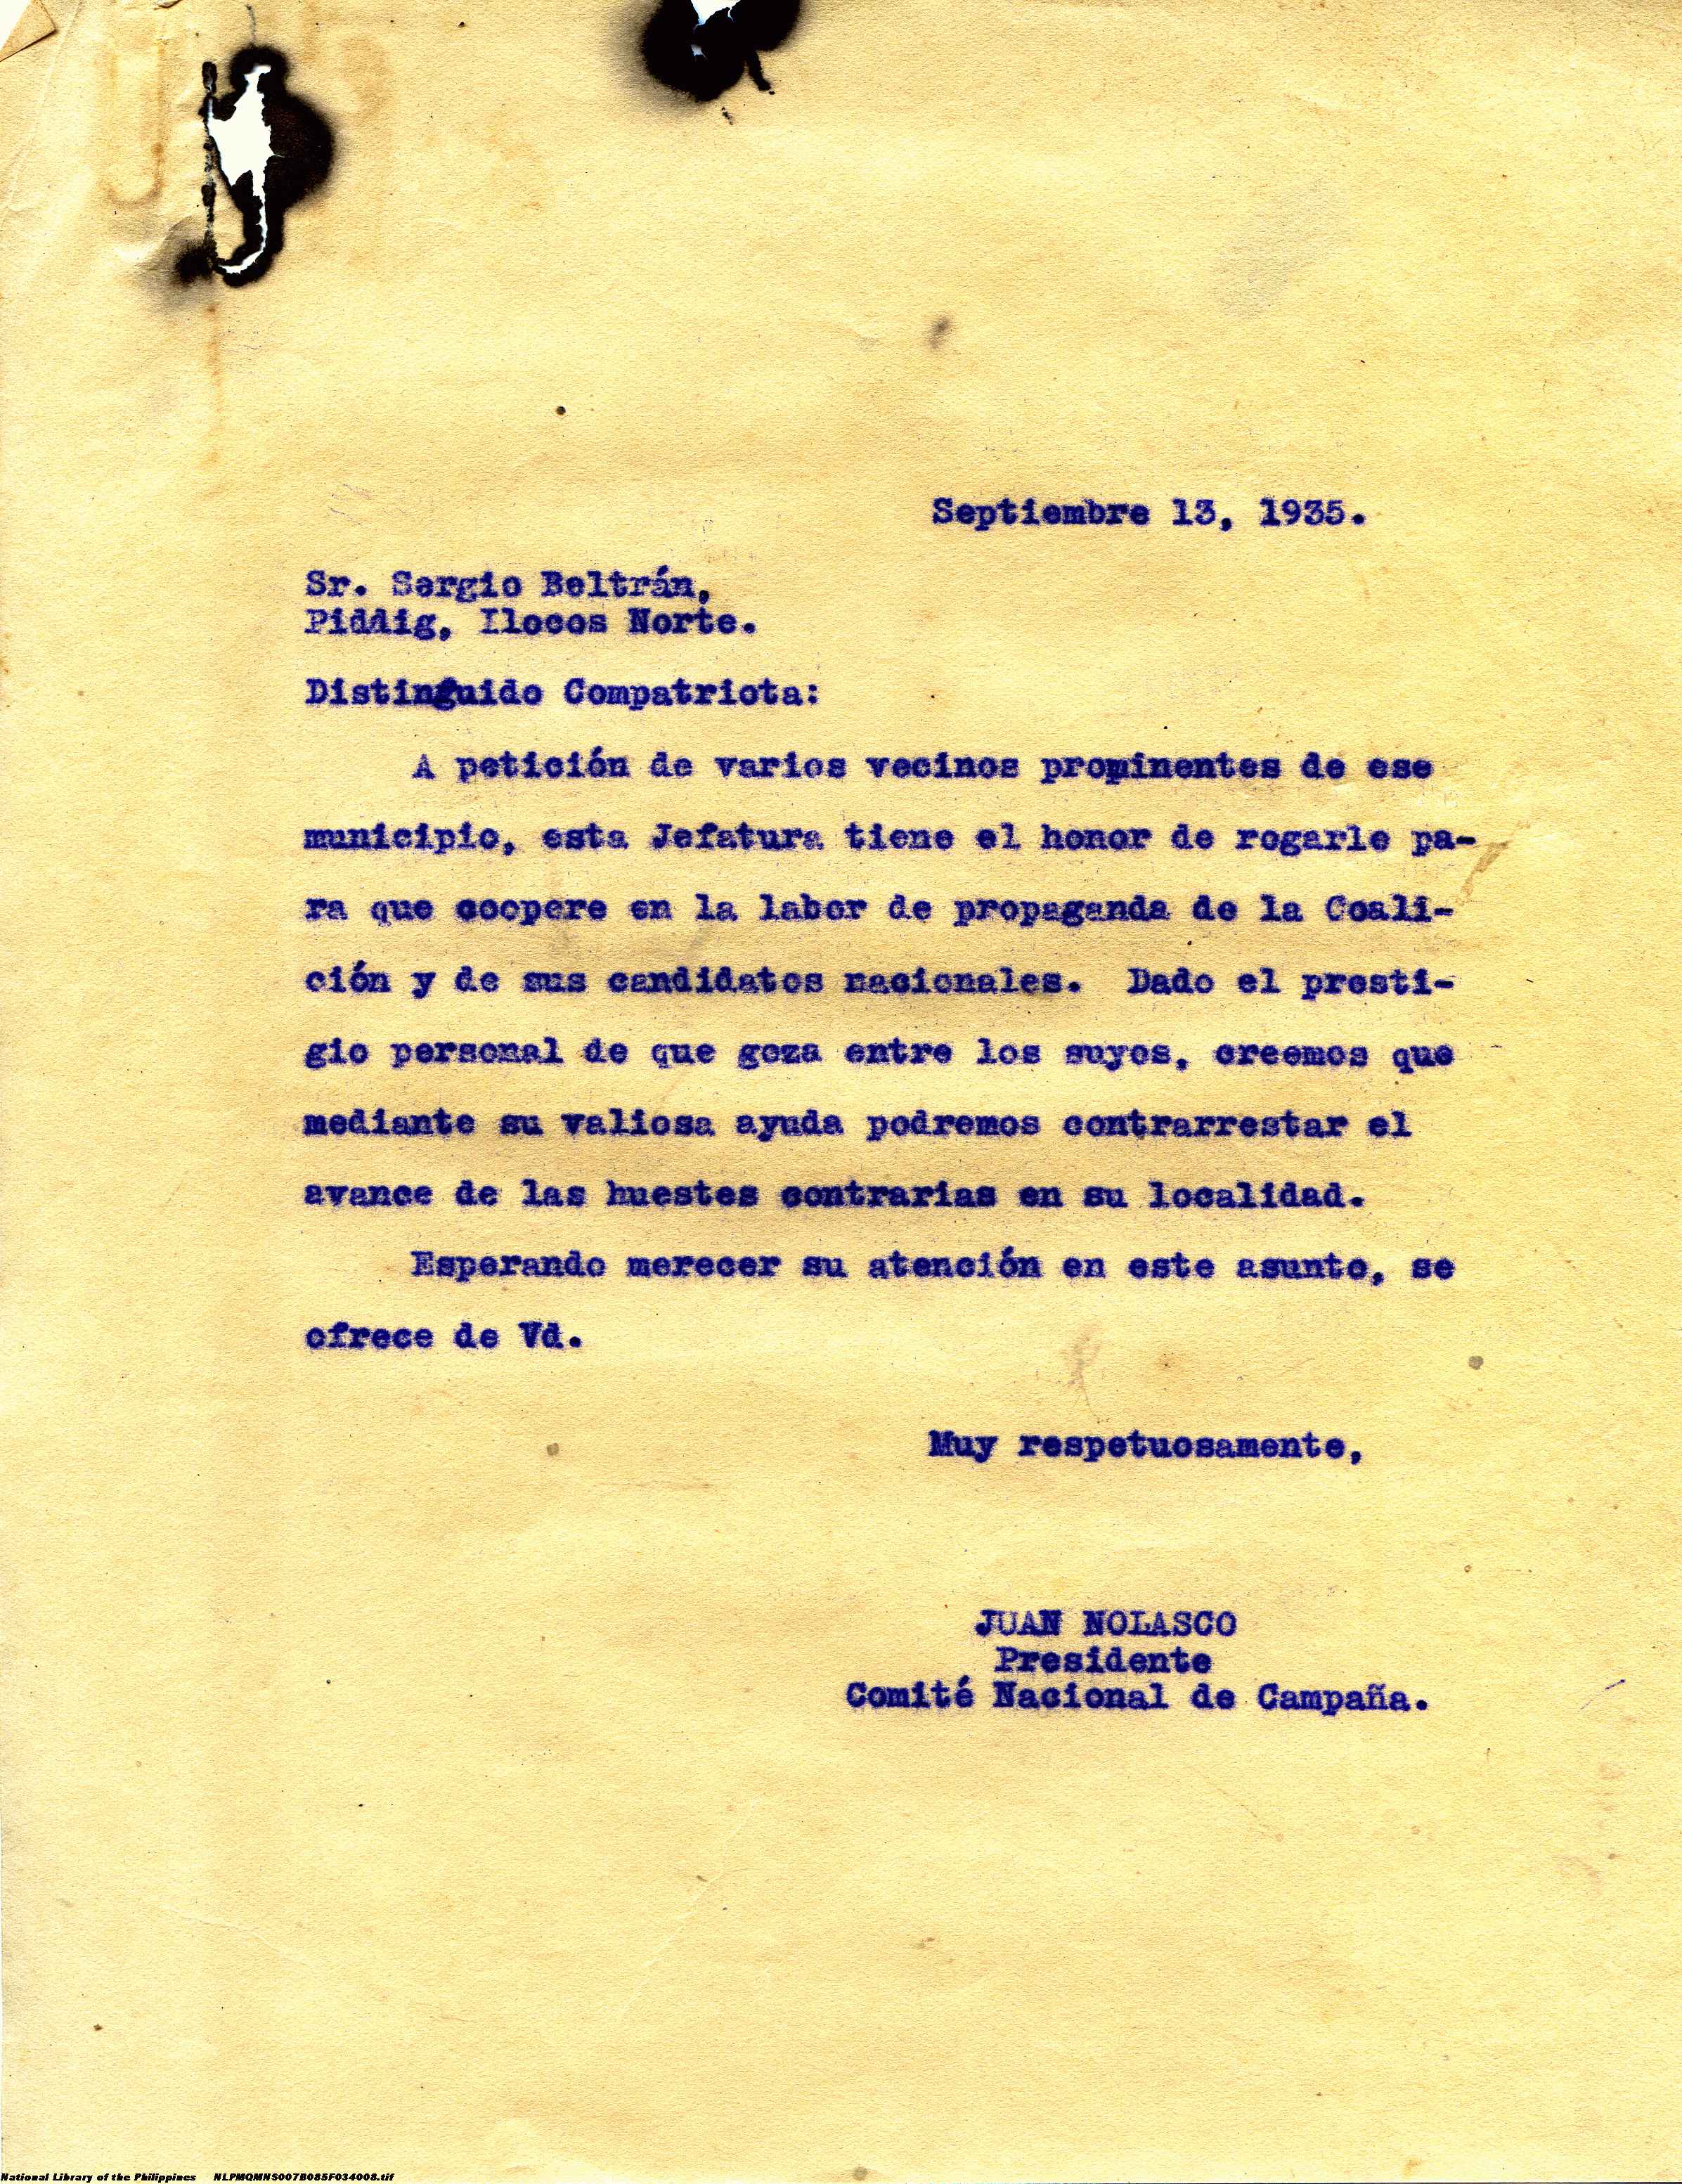 Septiembre 13, 1935.
Sr. Sergio Beltrán,
Piddig, Ilocos Norte.
Distinguido Compatriota:
A petición de varios vecinos prominentes de ese
municipio, esta Jefatura tiene el honor de rogarle pa-
ra que coopere en la labor de propaganda de la Coali-
ción y de sus candidatos nacionales. Dado el presti-
gio personal de que goza entre los suyos, creemos que
mediante su valiosa ayuda podremos contrarrestar el
avance de las huestes contrarias en su localidad.
Esperando merecer su atención en este asunto, se
ofrece de Vd.
Muy respetuosamente,
JUAN NOLASCO
Presidente
Comité Nacional de Campaña.
National Library of the Philippines NLPMQMNS007B085F034008.tif